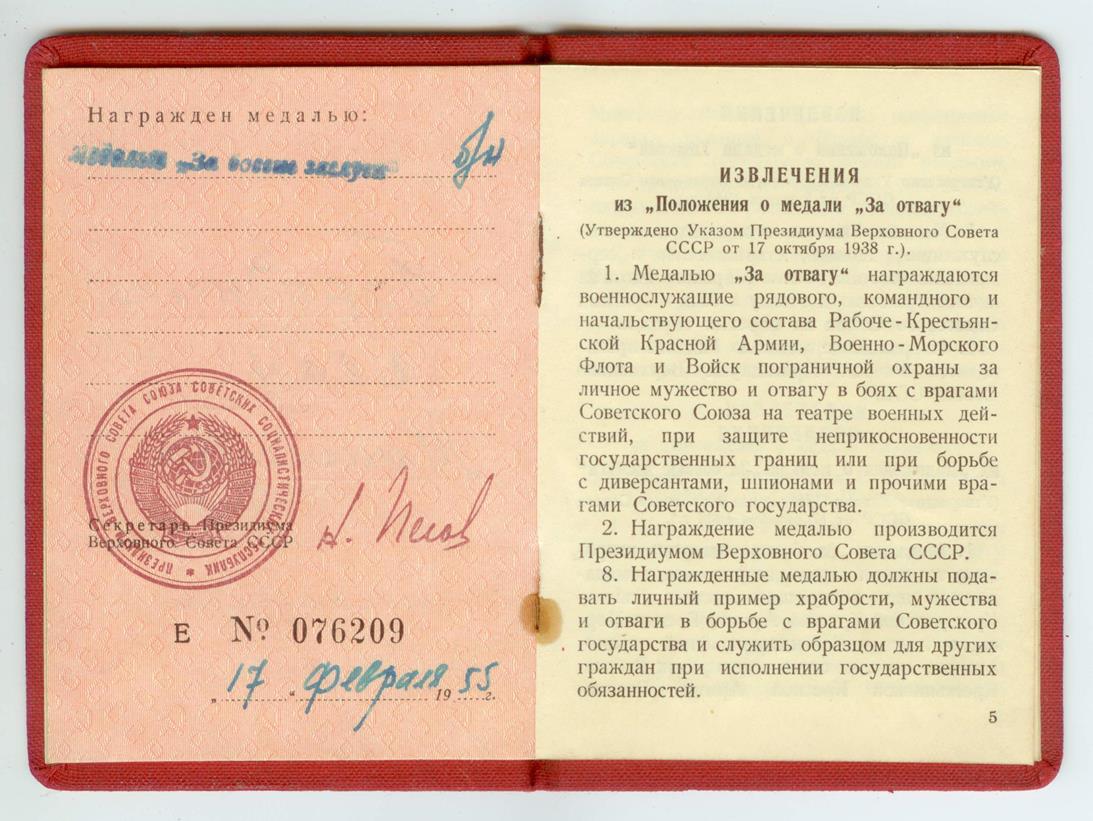 Награжден медалью:
медалью „За боевые заслуги" б/н
ПРЕЗИДИУМ ВЕРХОВНОГО СОВЕТА СОЮЗА СОВЕТСКИХ СОЦИАЛИСТИЧЕСКИХ РЕСПУБЛИК
Секретарь Президиума
Верховного Совета СССР
Е № 076209
„17" февраля 1955 г.
ИЗВЛЕЧЕНИЯ
из „Положения о медали „За отвагу"
(Утверждено Указом Президиума Верховного Совета
СССР от 17 октября 1938 г.).
1. Медалью „За отвагу" награждаются
военнослужащие рядового, командного и
начальствующего состава Рабоче-Крестьян-
ской Красной Армии, Военно-Морского
Флота и Войск пограничной охраны за
личное мужество и отвагу в боях с врагами
Советского Союза на театре военных дей-
ствий, при защите неприкосновенности
государственных границ или при борьбе
с диверсантами, шпионами и прочими вра-
гами Советского государства.
2. Награждение медалью производится
Президиумом Верховного Совета СССР.
8. Награжденные медалью должны пода-
вать личный пример храбрости, мужества
и отваги в борьбе с врагами Советского
государства и служить образцом для других
граждан при исполнении государственных
обязанностей.
5